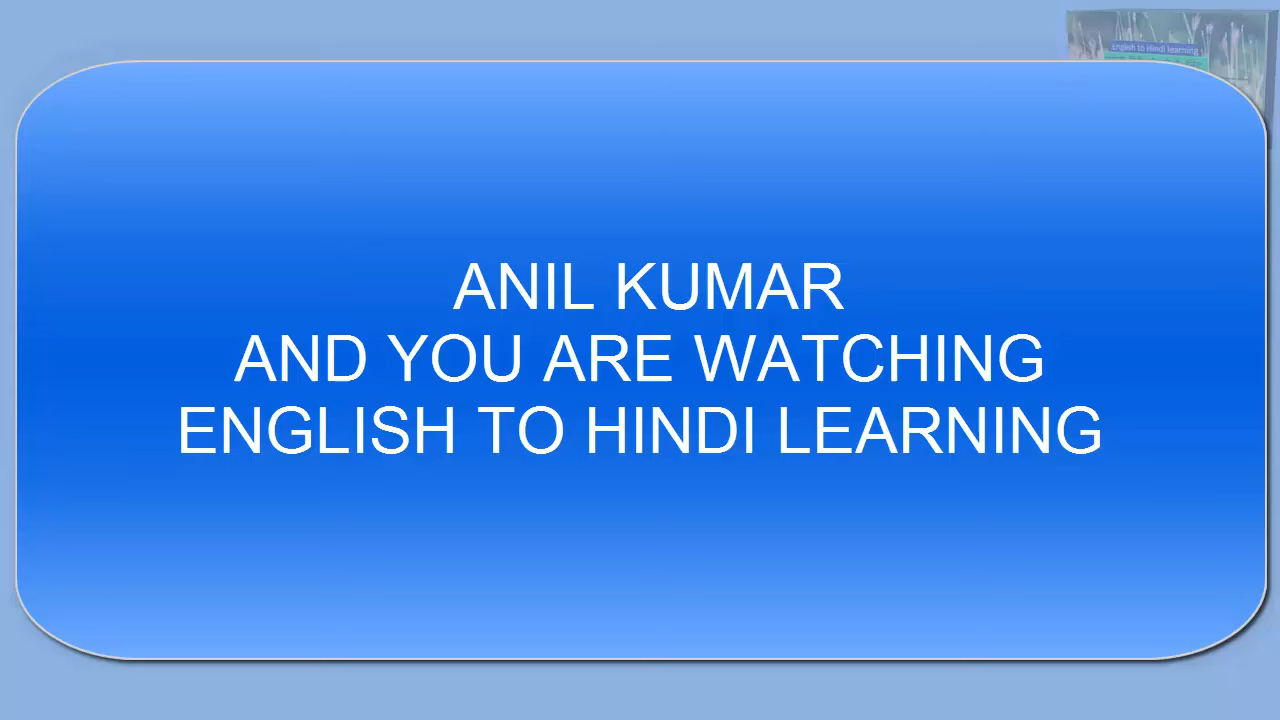 English to Hindi learning
ANIL KUMAR
AND YOU ARE WATCHING
ENGLISH TO HINDI LEARNING